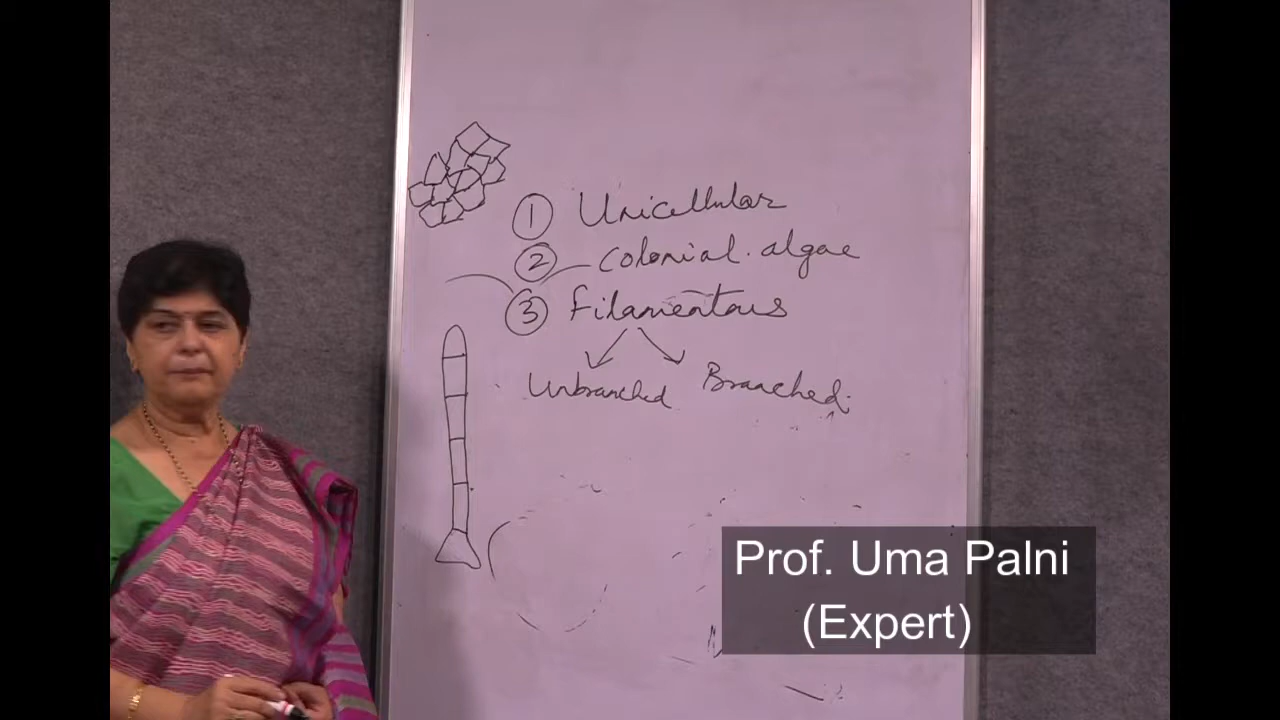 ① Unicellular
② Colonial. algae
③ Filamentous
Unbranched Branched.
Prof. Uma Palni
(Expert)